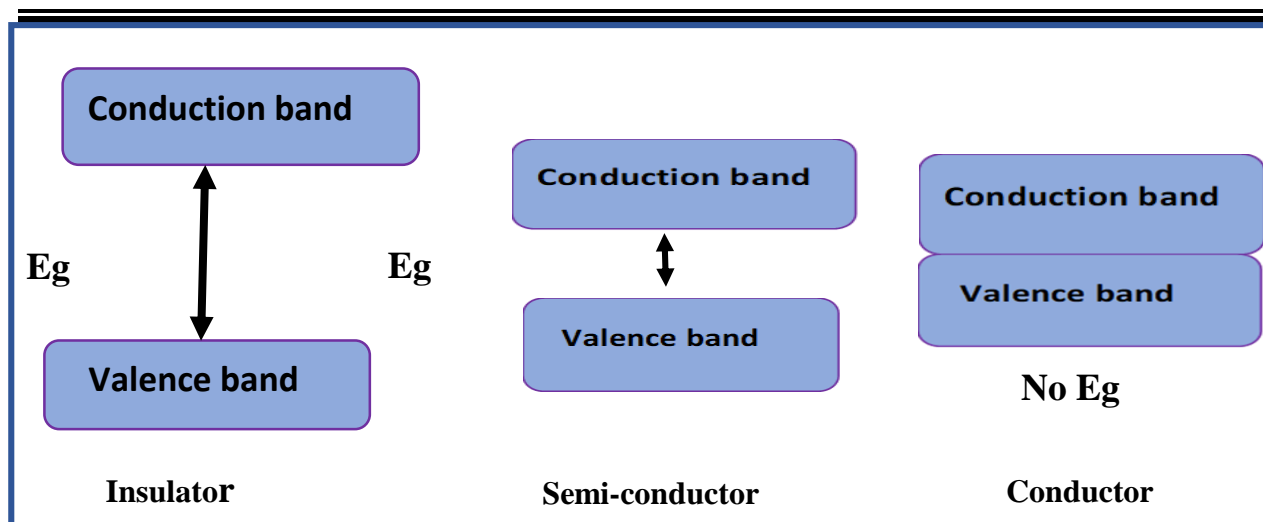 Conduction band
Eg
Valence band
Insulator
Eg
Conduction band
Valence band
Semi-conductor
Conduction band
Valence band
No Eg
Conductor